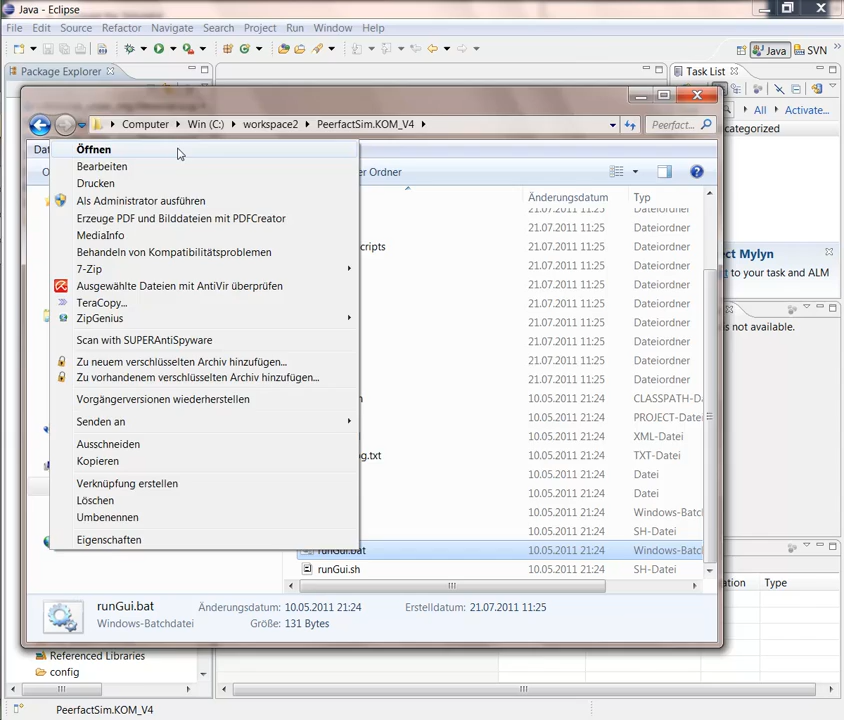 Java - Eclipse
File Edit Source Refactor Navigate Search Project Run Window Help
Java SVN
Package Explorer
Task List
Computer Win (C:) workspace2 PeerfactSim.KOM_V4
Peerfact...
All Activate...
categorized
Dat
er Ordner
Öffnen
Bearbeiten
Drucken
Als Administrator ausführen
Erzeuge PDF und Bilddateien mit PDFCreator
MediaInfo
Behandeln von Kompatibilitätsproblemen
7-Zip
Ausgewählte Dateien mit AntiVir überprüfen
TeraCopy...
ZipGenius
Scan with SUPERAntiSpyware
Zu neuem verschlüsselten Archiv hinzufügen...
Zu vorhandenem verschlüsselten Archiv hinzufügen...
Vorgängerversionen wiederherstellen
Senden an
Ausschneiden
Kopieren
Verknüpfung erstellen
Löschen
Umbenennen
Eigenschaften
Änderungsdatum Typ
21.07.2011 11:25 Dateiordner
21.07.2011 11:25 Dateiordner
cripts 21.07.2011 11:25 Dateiordner
21.07.2011 11:25 Dateiordner
21.07.2011 11:25 Dateiordner
21.07.2011 11:25 Dateiordner
21.07.2011 11:25 Dateiordner
21.07.2011 11:25 Dateiordner
21.07.2011 11:25 Dateiordner
21.07.2011 11:25 Dateiordner
10.05.2011 21:24 CLASSPATH-Da
10.05.2011 21:24 PROJECT-Datei
10.05.2011 21:24 XML-Datei
g.txt 10.05.2011 21:24 TXT-Datei
10.05.2011 21:24 Datei
10.05.2011 21:24 Datei
10.05.2011 21:24 Windows-Batc
10.05.2011 21:24 SH-Datei
runGui.bat 10.05.2011 21:24 Windows-Batc
runGui.sh 10.05.2011 21:24 SH-Datei
runGui.bat Änderungsdatum: 10.05.2011 21:24 Erstelldatum: 21.07.2011 11:25
Windows-Batchdatei Größe: 131 Bytes
ct Mylyn
t to your task and ALM
is not available.
ation Type
Referenced Libraries
config
PeerfactSim.KOM_V4